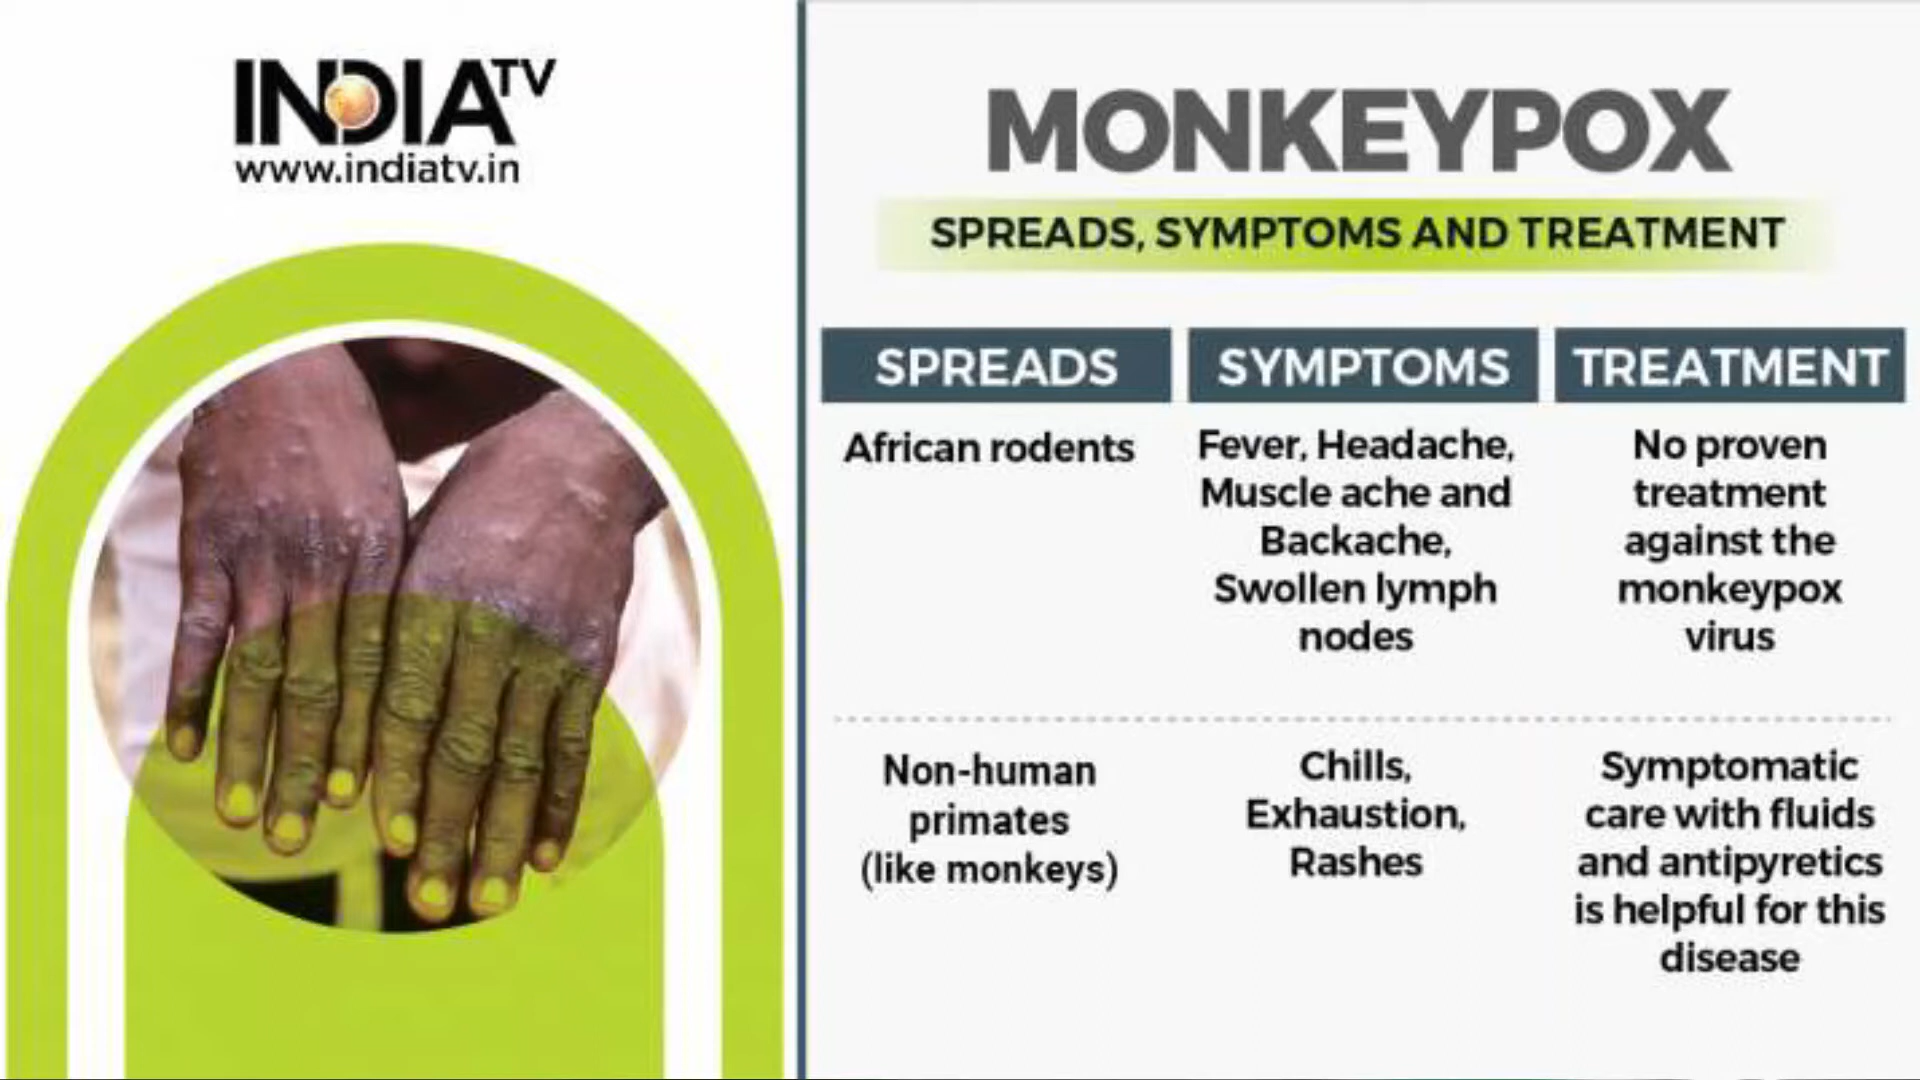 INDIA TV
www.indiatv.in
MONKEYPOX
SPREADS, SYMPTOMS AND TREATMENT
SPREADS
African rodents
Non-human
primates
(like monkeys)
SYMPTOMS
Fever, Headache,
Muscle ache and
Backache,
Swollen lymph
nodes
Chills,
Exhaustion,
Rashes
TREATMENT
No proven
treatment
against the
monkeypox
virus
Symptomatic
care with fluids
and antipyretics
is helpful for this
disease